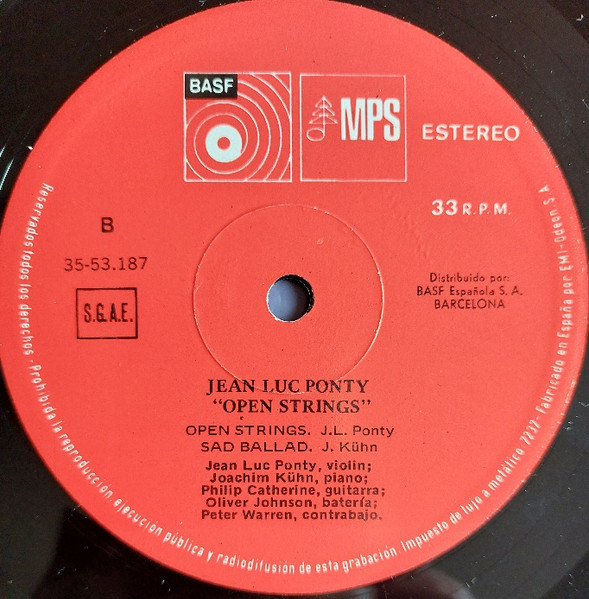 BASF
MPS
ESTEREO
33 R.P.M.
B
35-53.187
S.G.A.E.
Distribuido por:
BASF Española S. A.
BARCELONA
JEAN LUC PONTY
"OPEN STRINGS"
OPEN STRINGS. J.L. Ponty
SAD BALLAD. J. Kühn
Jean Luc Ponty, violin;
Joachim Kühn, piano;
Philip Catherine, guitarra;
Oliver Johnson, batería;
Peter Warren, contrabajo.
Reservados todos los derechos - Prohibida la reproducción, ejecución pública y radiodifusión de esta grabación. Impuesto de lujo a metálico 7237- Fabricado en España por EMI-Odeon S A